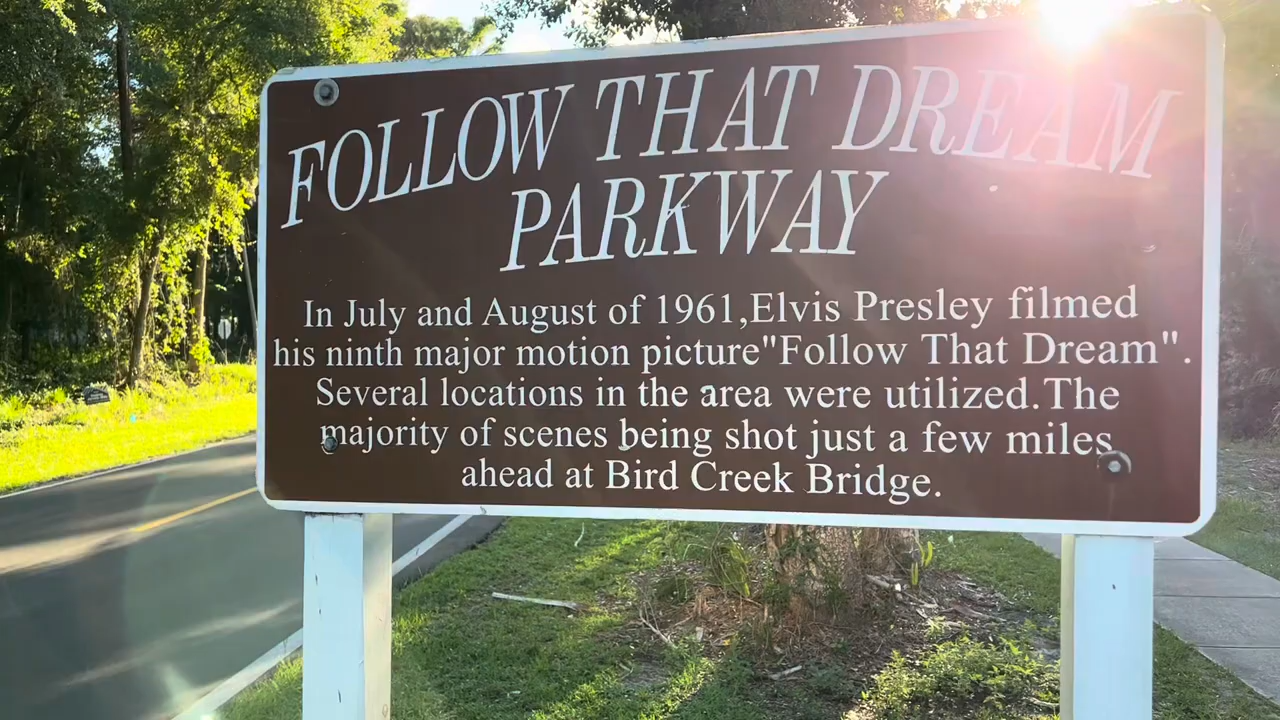 FOLLOW THAT DREAM
PARKWAY
In July and August of 1961,Elvis Presley filmed
his ninth major motion picture"Follow That Dream".
Several locations in the area were utilized.The
majority of scenes being shot just a few miles
ahead at Bird Creek Bridge.